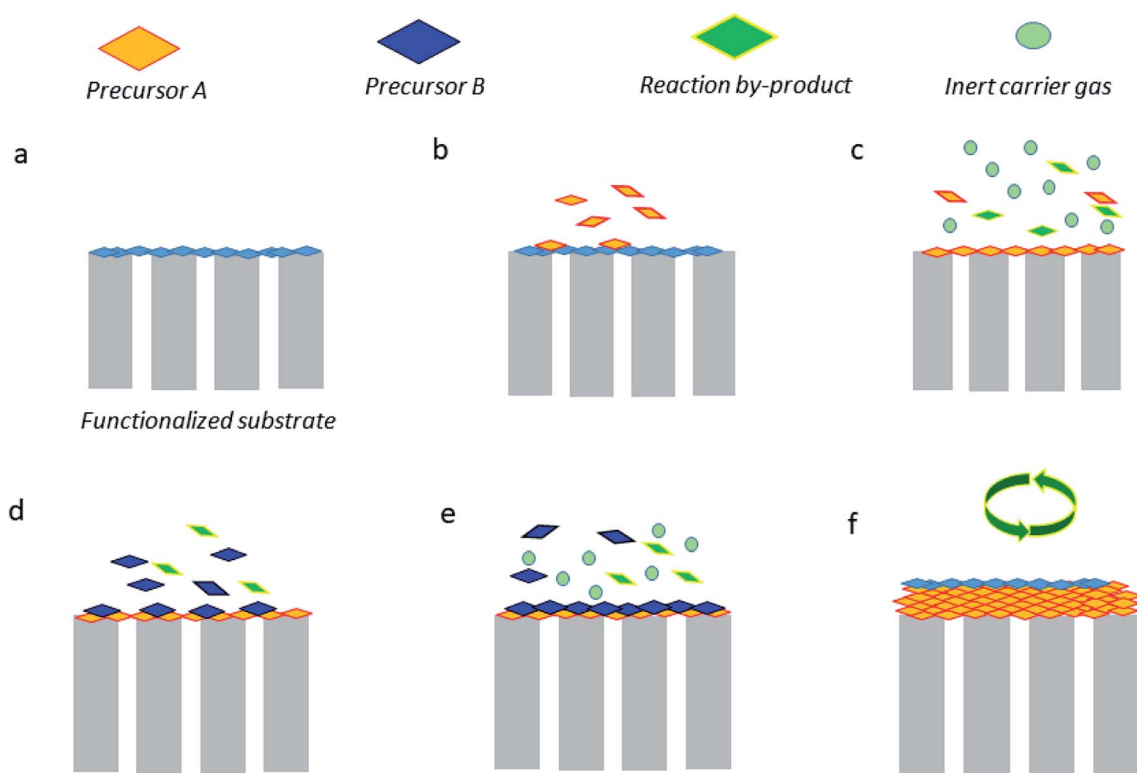 Precursor A
Precursor B
Reaction by-product
Inert carrier gas
a
b
c
Functionalized substrate
d
e
f